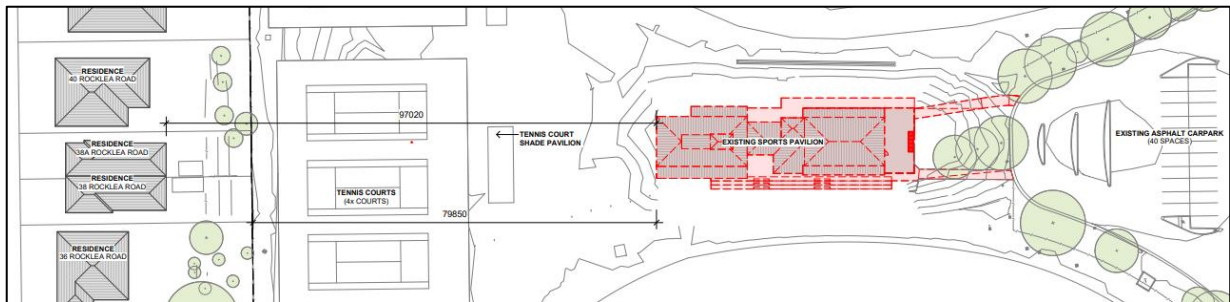 RESIDENCE
40 ROCKLEA ROAD
97020
TENNIS COURT
SHADE PAVILION
EXISTING SPORTS PAVILION
EXISTING ASPHALT CARPARK
(40 SPACES)
RESIDENCE
38A ROCKLEA ROAD
RESIDENCE
38 ROCKLEA ROAD
TENNIS COURTS
(4x COURTS)
79850
RESIDENCE
36 ROCKLEA ROAD